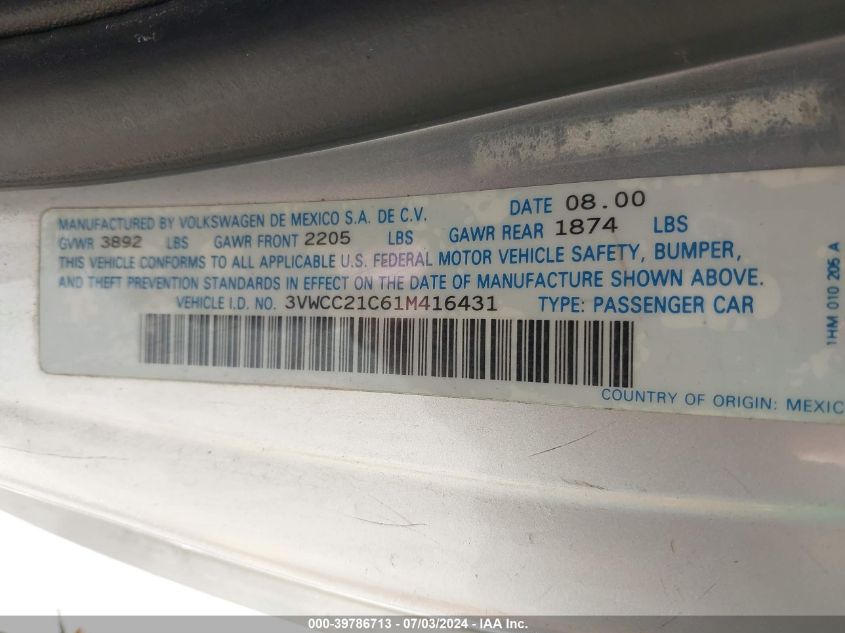 MANUFACTURED BY VOLKSWAGEN DE MEXICO S.A. DE C.V. DATE 08.00
GVWR 3892 LBS GAWR FRONT 2205 LBS GAWR REAR 1874 LBS
THIS VEHICLE CONFORMS TO ALL APPLICABLE U.S. FEDERAL MOTOR VEHICLE SAFETY, BUMPER,
AND THEFT PREVENTION STANDARDS IN EFFECT ON THE DATE OF MANUFACTURE SHOWN ABOVE.
VEHICLE I.D. NO. 3VWCC21C61M416431 TYPE: PASSENGER CAR
COUNTRY OF ORIGIN: MEXIC
1HM 010 205 A
000-39786713 - 07/03/2024 - IAA Inc.